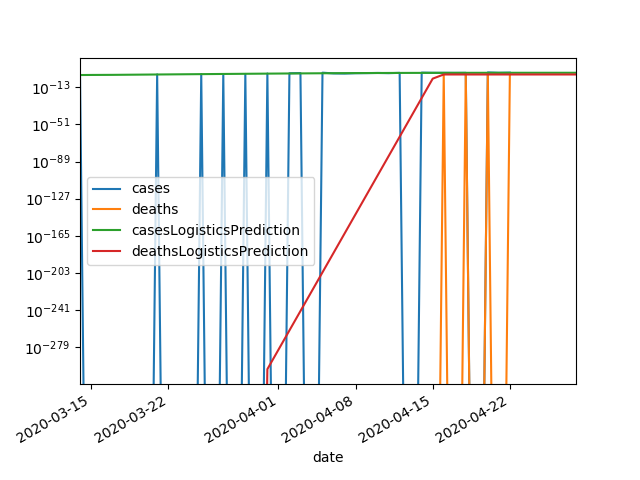 10⁻¹³
10⁻⁵¹
10⁻⁸⁹
10⁻¹²⁷
10⁻¹⁶⁵
10⁻²⁰³
10⁻²⁴¹
10⁻²⁷⁹
cases
deaths
casesLogisticsPrediction
deathsLogisticsPrediction
2020-03-15
2020-03-22
2020-04-01
2020-04-08
2020-04-15
2020-04-22
date